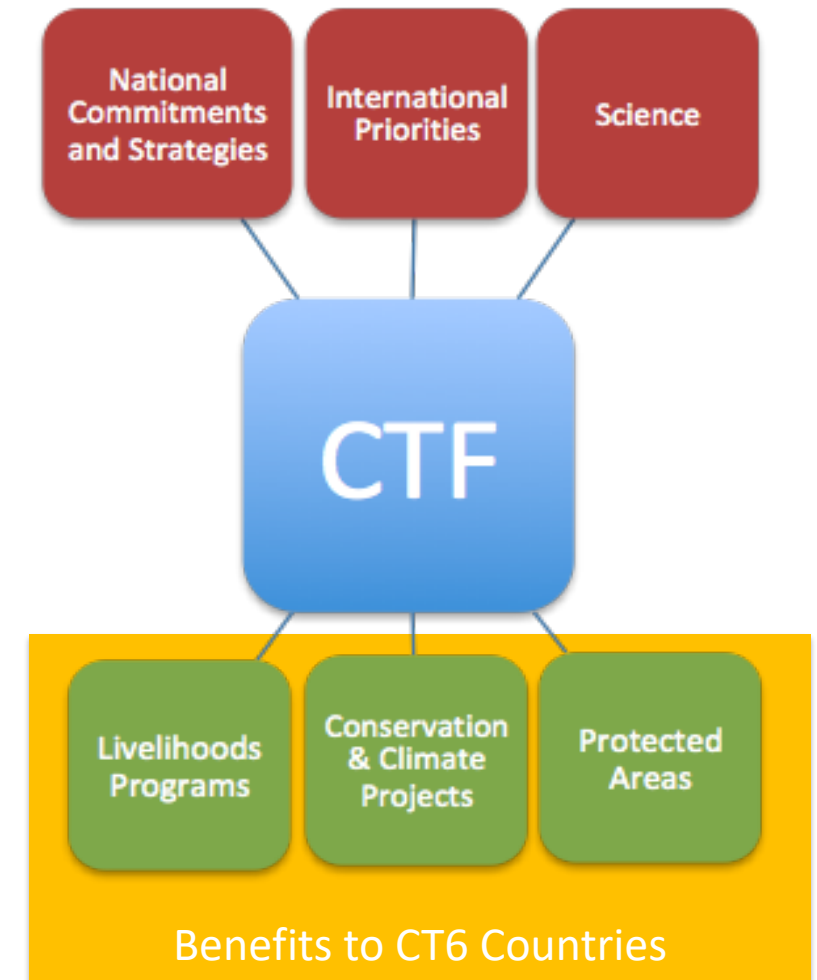 National
Commitments
and Strategies
International
Priorities
Science
CTF
Livelihoods
Programs
Conservation
& Climate
Projects
Protected
Areas
Benefits to CT6 Countries